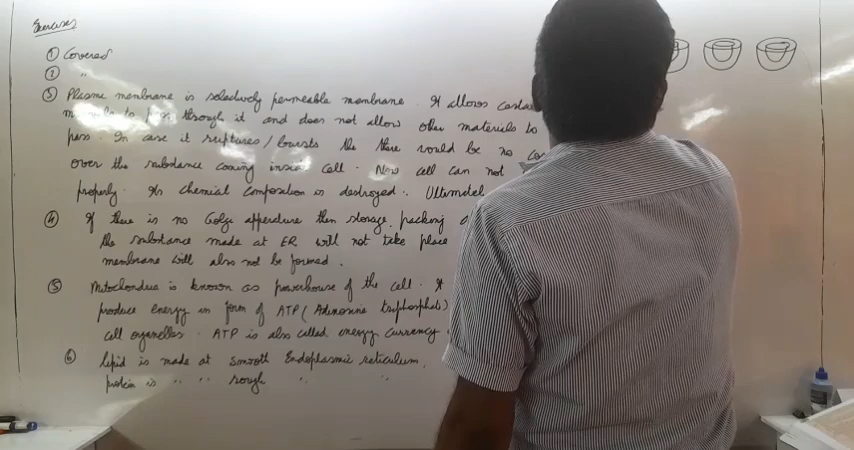 Exercises
① Covered
② "
③ Plasma membrane is selectively permeable membrane. It allows certain
to pass through it and does not allow other materials to
pass. In case it ruptures / bursts the there would be no
over the substance coming inside cell. Now cell can not
properly. Its chemical composition is destroyed.
④ If there is no Golgi then storage, packing
the substance made at ER will not take place
membrane will also not be formed.
⑤ Mitochondria is known as powerhouse of the cell. It
produce energy in form of ATP ( triphosphate)
cell organelles. ATP is also called energy currency.
⑥ Lipid is made at Smooth Endoplasmic reticulum.
protein is " " rough " "